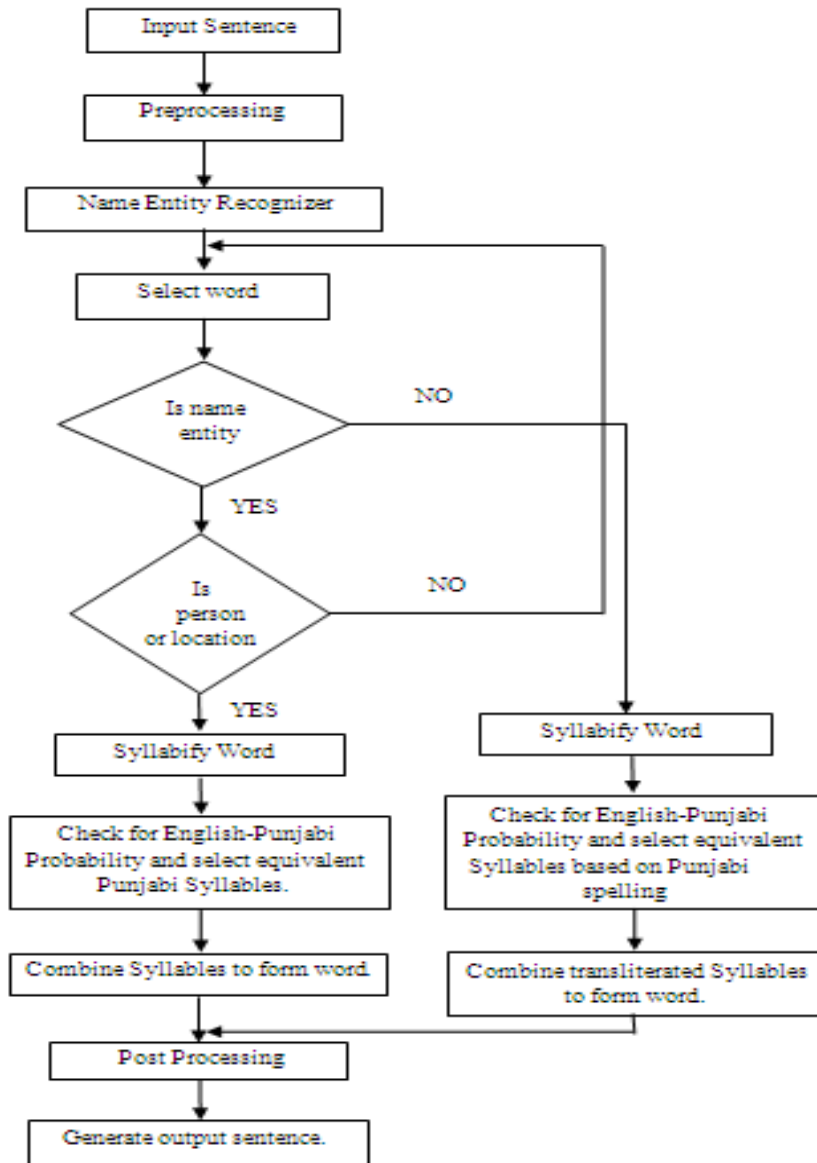 Input Sentence
Preprocessing
Name Entity Recognizer
Select word
Is name
entity
NO
YES
Is
person
or location
NO
YES
Syllabify Word
Syllabify Word
Check for English-Punjabi
Probability and select equivalent
Punjabi Syllables.
Check for English-Punjabi
Probability and select equivalent
Syllables based on Punjabi
spelling
Combine Syllables to form word.
Combine transliterated Syllables
to form word.
Post Processing
Generate output sentence.